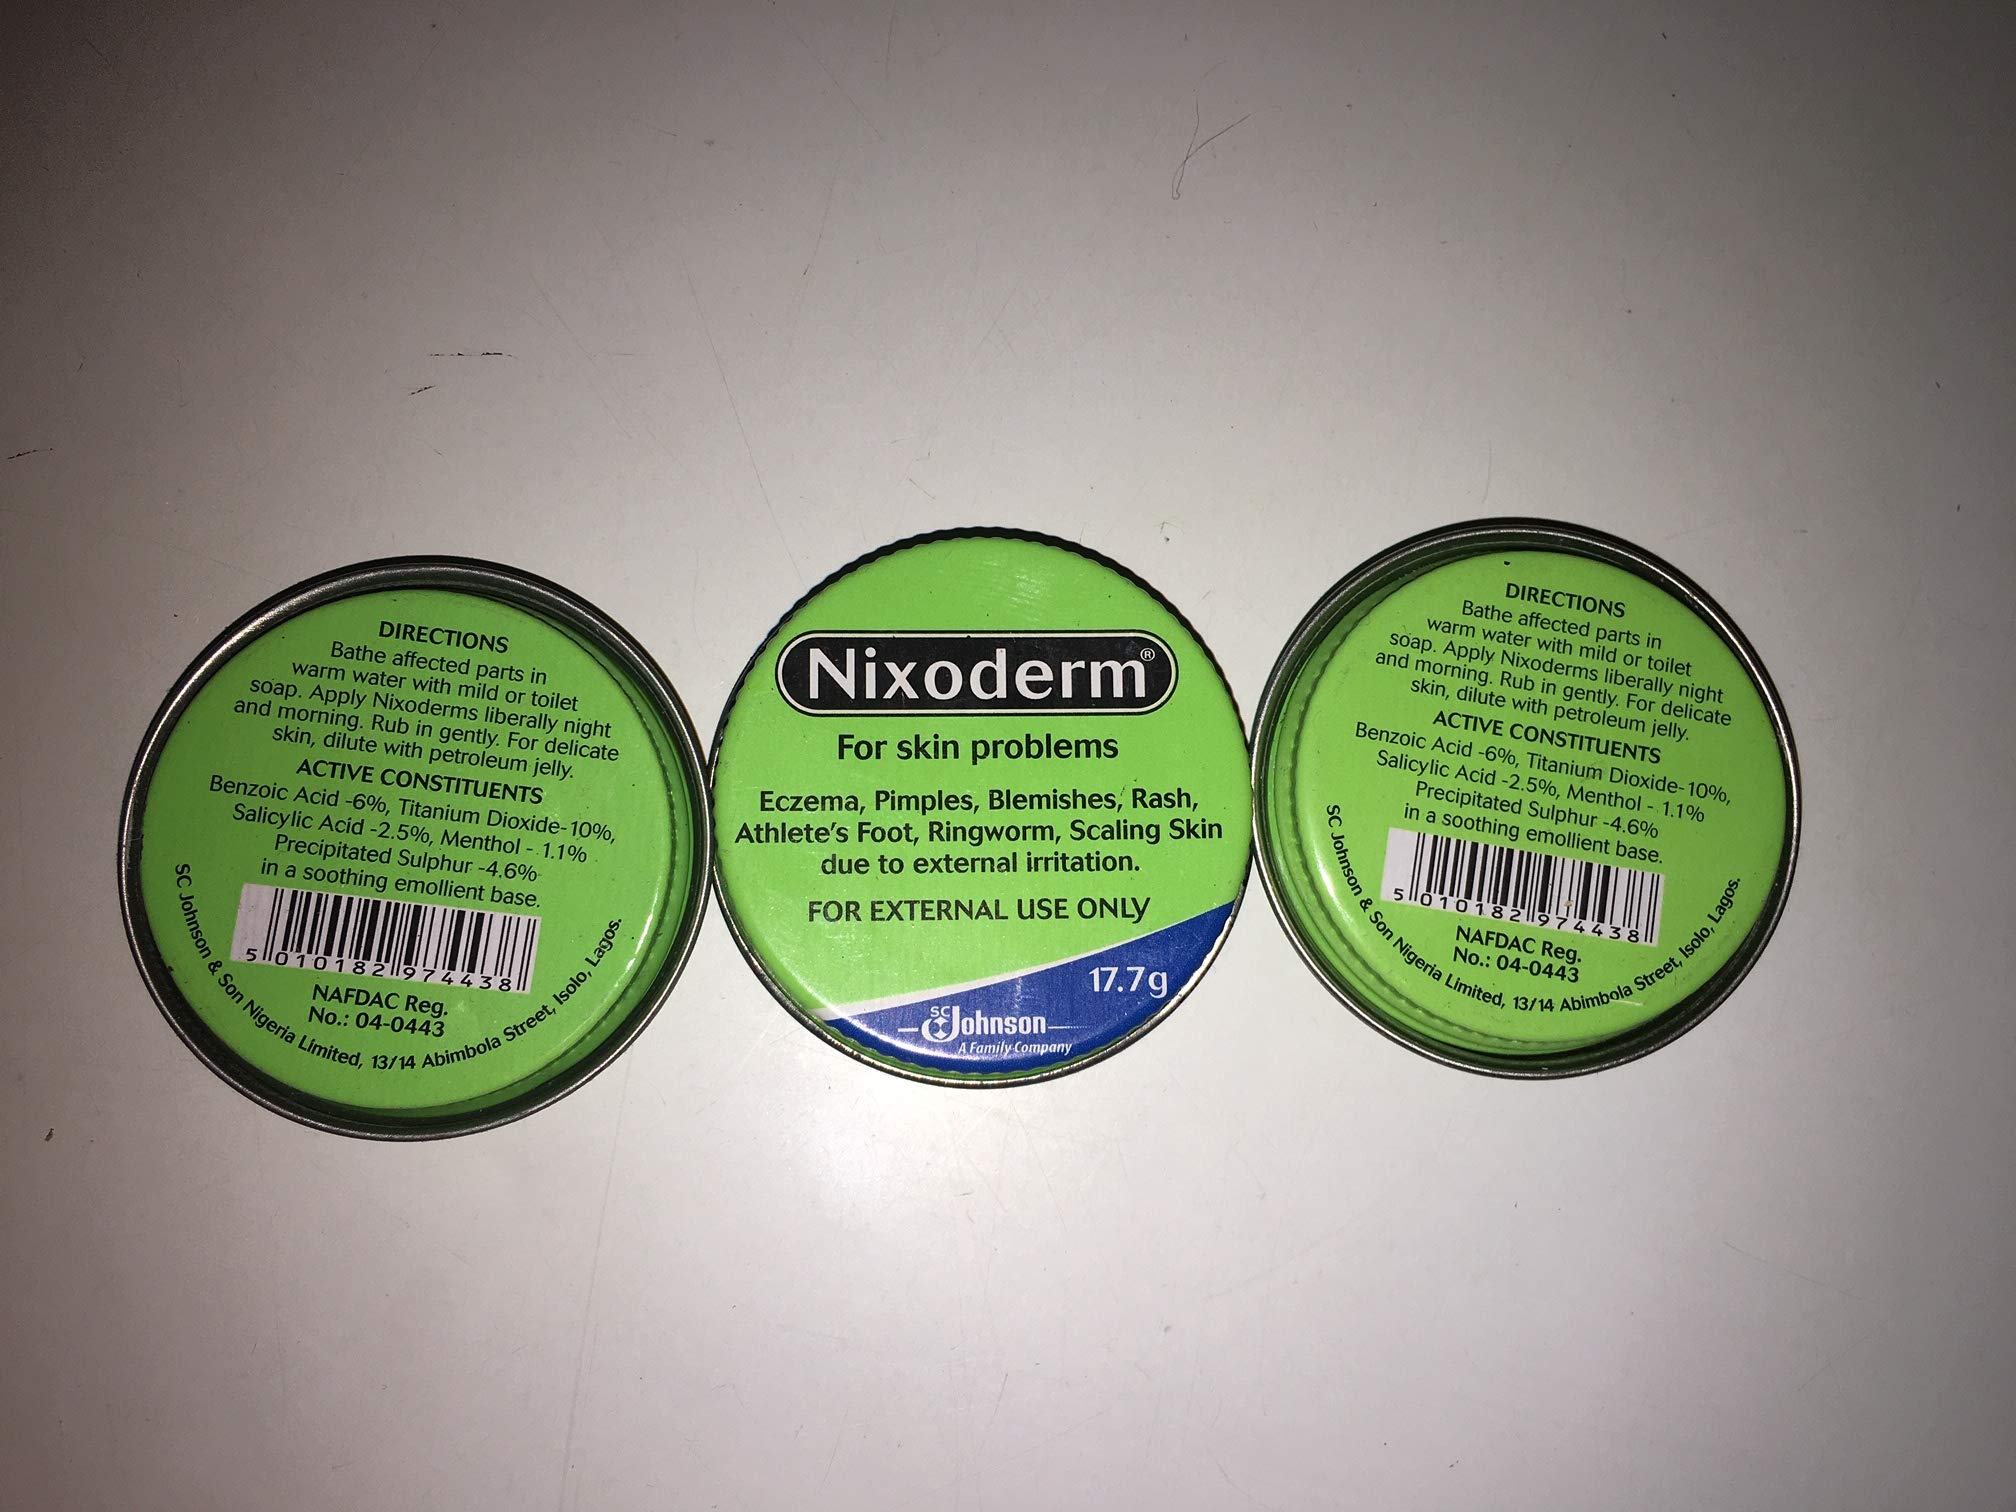 DIRECTIONS
Bathe affected parts in
warm water with mild or toilet
soap. Apply Nixoderms liberally night
and morning. Rub in gently. For delicate
skin, dilute with petroleum jelly.
ACTIVE CONSTITUENTS
Benzoic Acid -6%, Titanium Dioxide-10%,
Salicylic Acid -2.5%, Menthol - 1.1%
Precipitated Sulphur -4.6%
in a soothing emollient base.
5 010182 974438
NAFDAC Reg.
No.: 04-0443
SC Johnson & Son Nigeria Limited, 13/14 Abimbola Street, Isolo, Lagos.
Nixoderm®
For skin problems
Eczema, Pimples, Blemishes, Rash,
Athlete's Foot, Ringworm, Scaling Skin
due to external irritation.
FOR EXTERNAL USE ONLY
17.7g
SC Johnson
A Family Company
DIRECTIONS
Bathe affected parts in
warm water with mild or toilet
soap. Apply Nixoderms liberally night
and morning. Rub in gently. For delicate
skin, dilute with petroleum jelly.
ACTIVE CONSTITUENTS
Benzoic Acid -6%, Titanium Dioxide-10%,
Salicylic Acid -2.5%, Menthol - 1.1%
Precipitated Sulphur -4.6%
in a soothing emollient base.
5 010182 974438
NAFDAC Reg.
No.: 04-0443
SC Johnson & Son Nigeria Limited, 13/14 Abimbola Street, Isolo, Lagos.